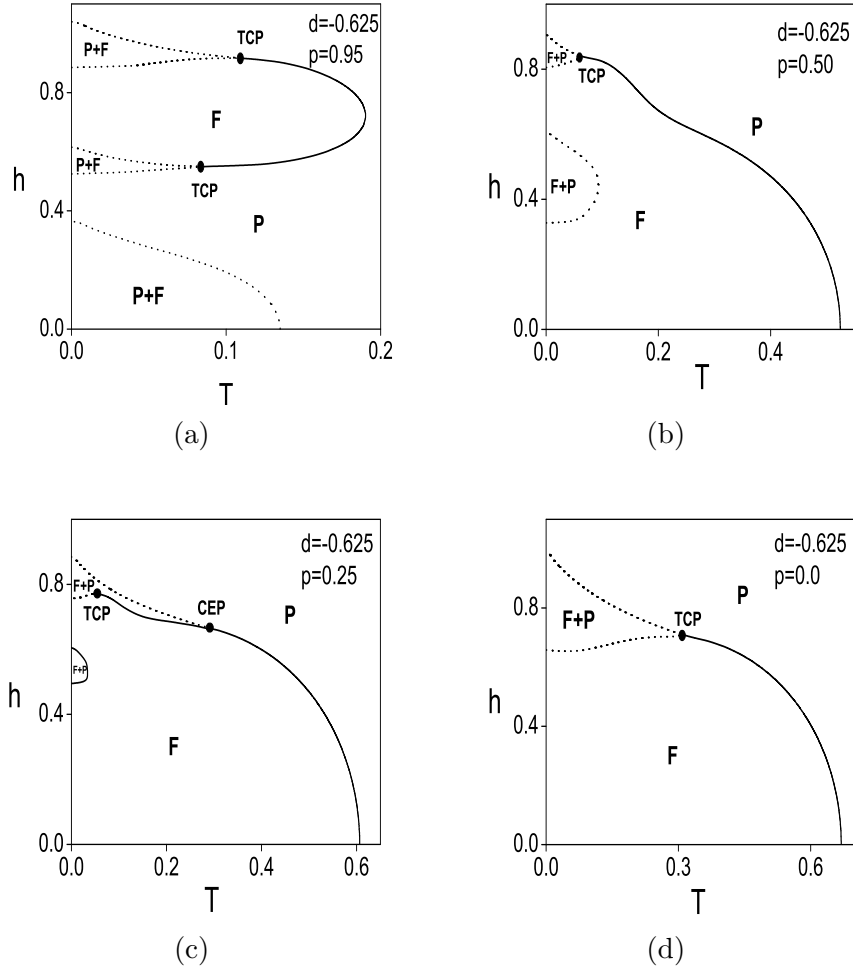 d=-0.625
p=0.95
TCP
P+F
0.8
F
P+F
TCP
h
0.4
P
P+F
0.0
0.0
0.1
0.2
T
(a)
d=-0.625
p=0.50
F+P
TCP
0.8
P
F+P
h
0.4
F
0.0
0.0
0.2
0.4
T
(b)
d=-0.625
p=0.25
0.8
F+P
TCP
CEP
P
F+P
h
0.4
F
0.0
0.0
0.2
0.4
0.6
T
(c)
d=-0.625
p=0.0
P
0.8
F+P
TCP
h
0.4
F
0.0
0.0
0.3
0.6
T
(d)